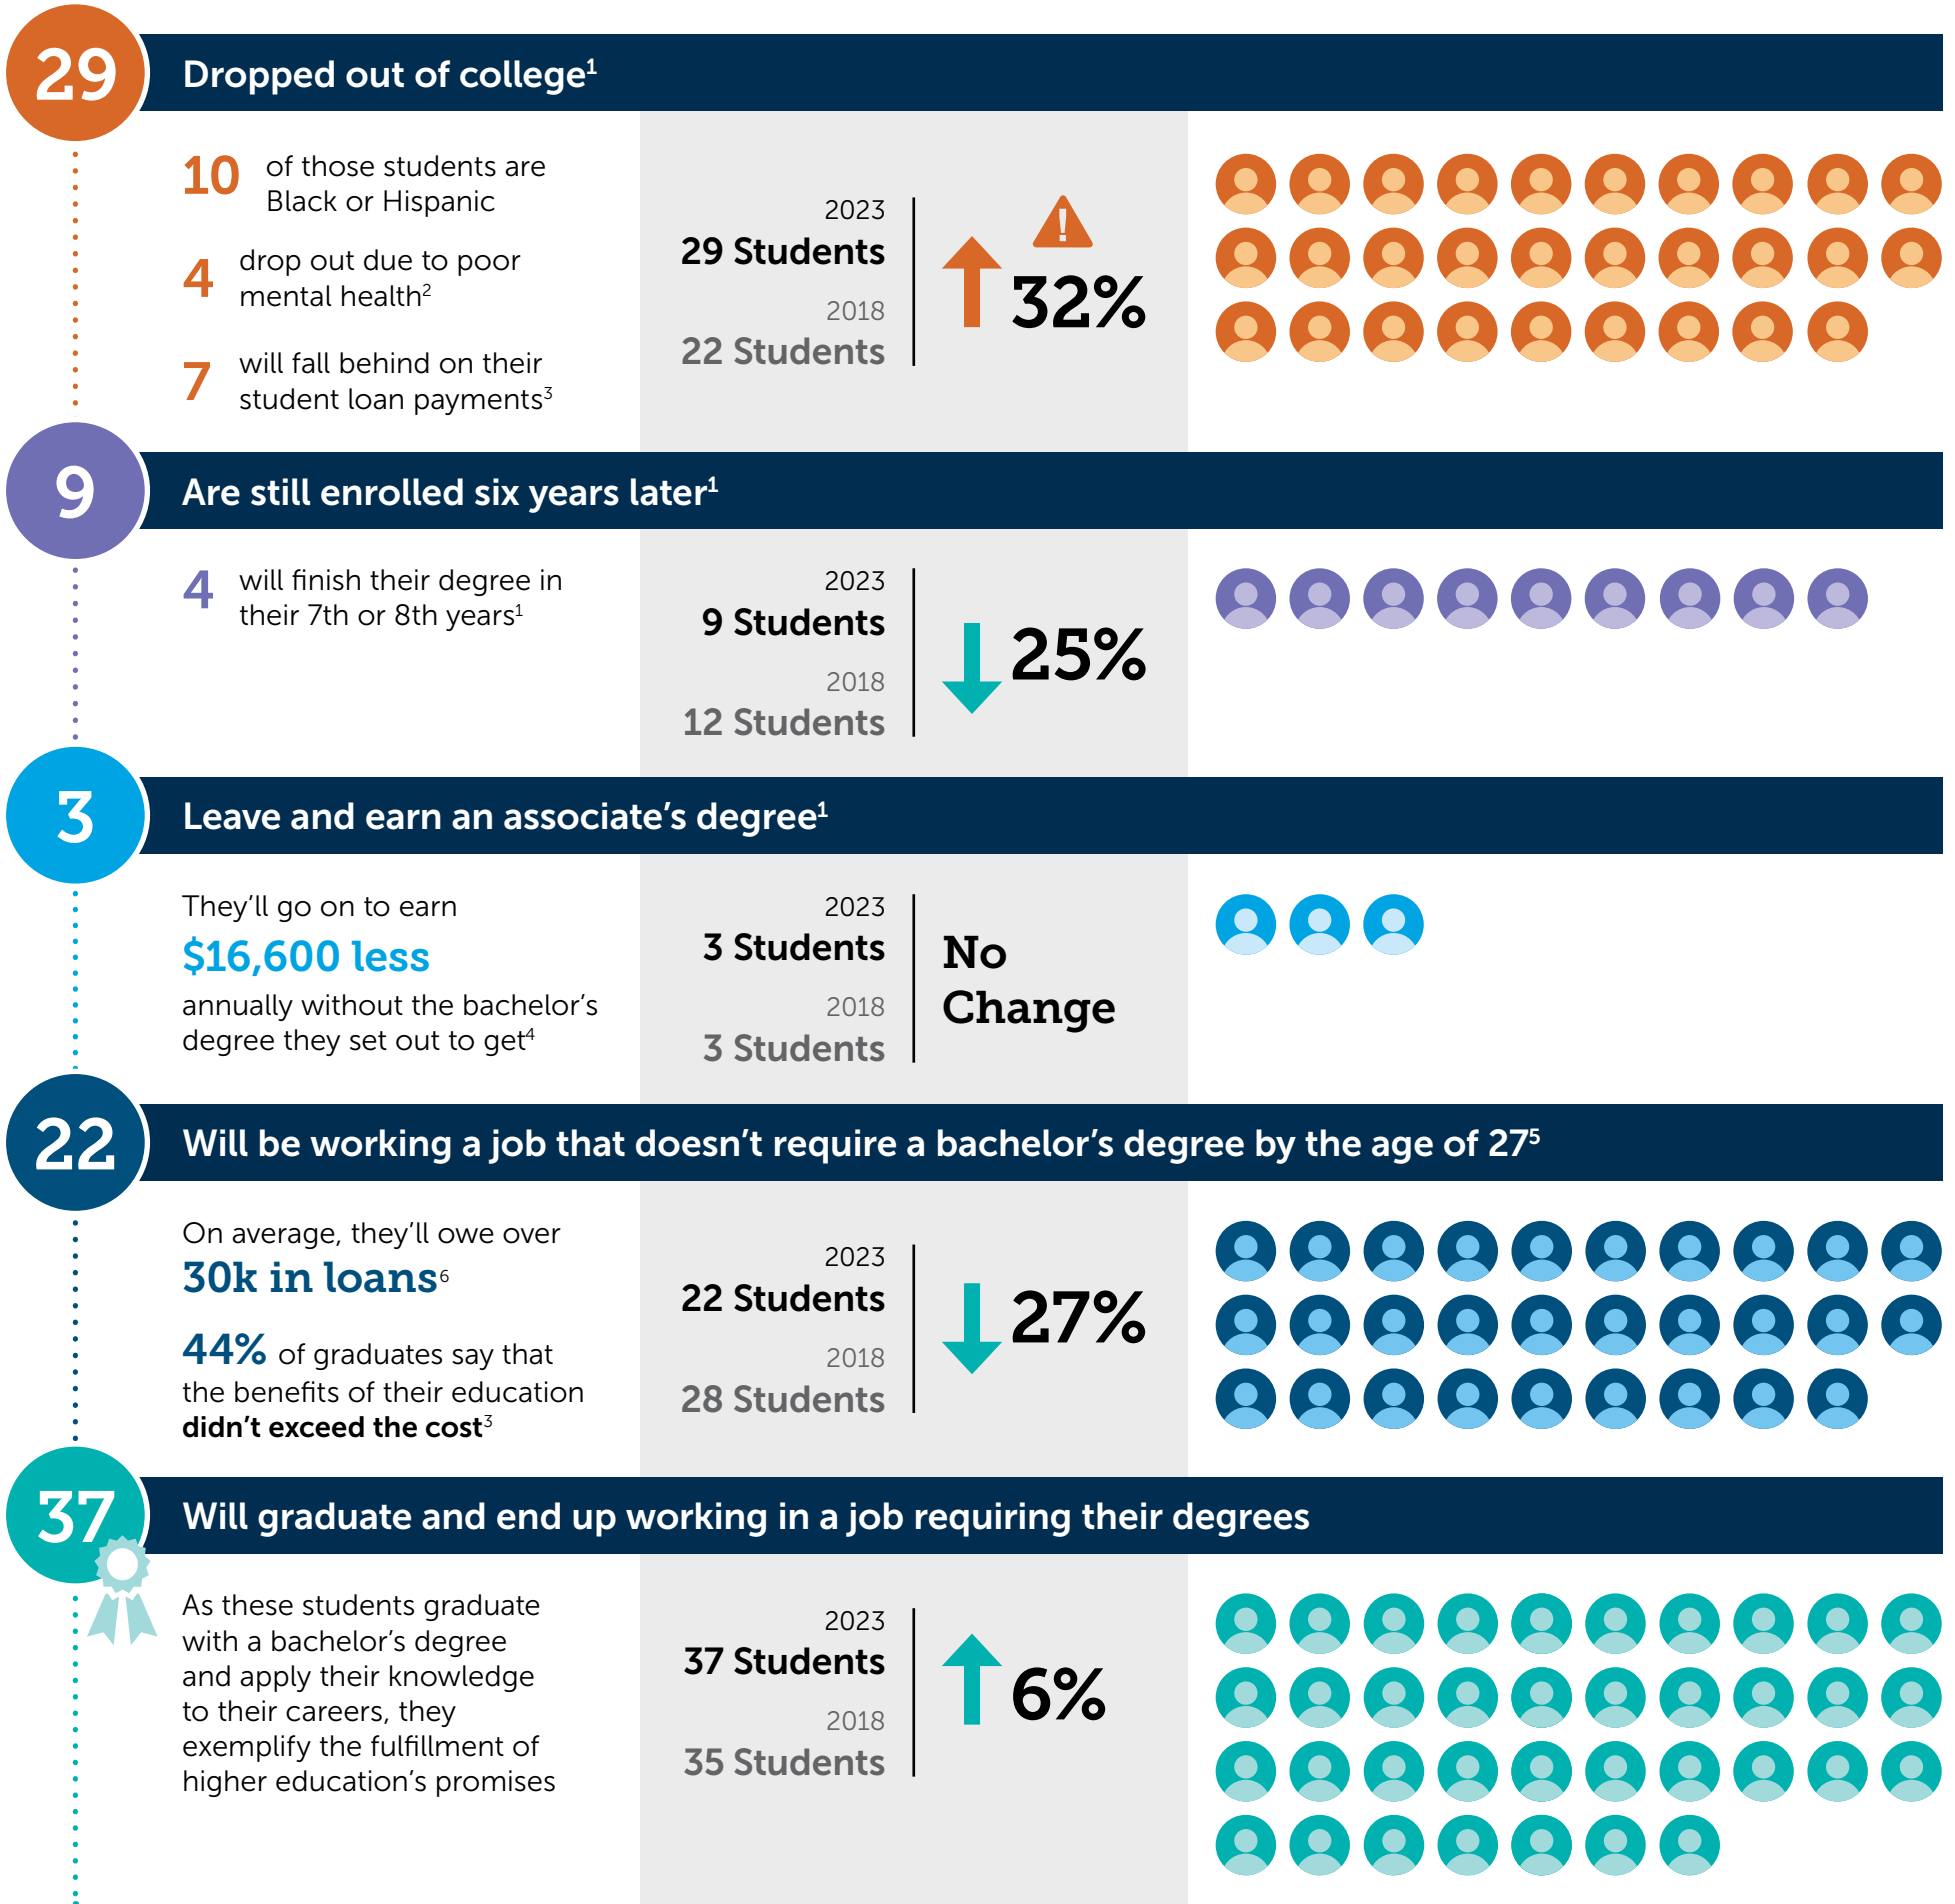 29
Dropped out of college¹
10 of those students are
Black or Hispanic
4 drop out due to poor
mental health²
7 will fall behind on their
student loan payments³
2023
29 Students
2018
22 Students
!
32%
9
Are still enrolled six years later¹
4 will finish their degree in
their 7th or 8th years¹
2023
9 Students
2018
12 Students
25%
3
Leave and earn an associate’s degree¹
They’ll go on to earn
$16,600 less
annually without the bachelor’s
degree they set out to get⁴
2023
3 Students
2018
3 Students
No
Change
22
Will be working a job that doesn’t require a bachelor’s degree by the age of 27⁵
On average, they’ll owe over
30k in loans⁶
44% of graduates say that
the benefits of their education
didn’t exceed the cost³
2023
22 Students
2018
28 Students
27%
37
Will graduate and end up working in a job requiring their degrees
As these students graduate
with a bachelor’s degree
and apply their knowledge
to their careers, they
exemplify the fulfillment of
higher education’s promises
2023
37 Students
2018
35 Students
6%